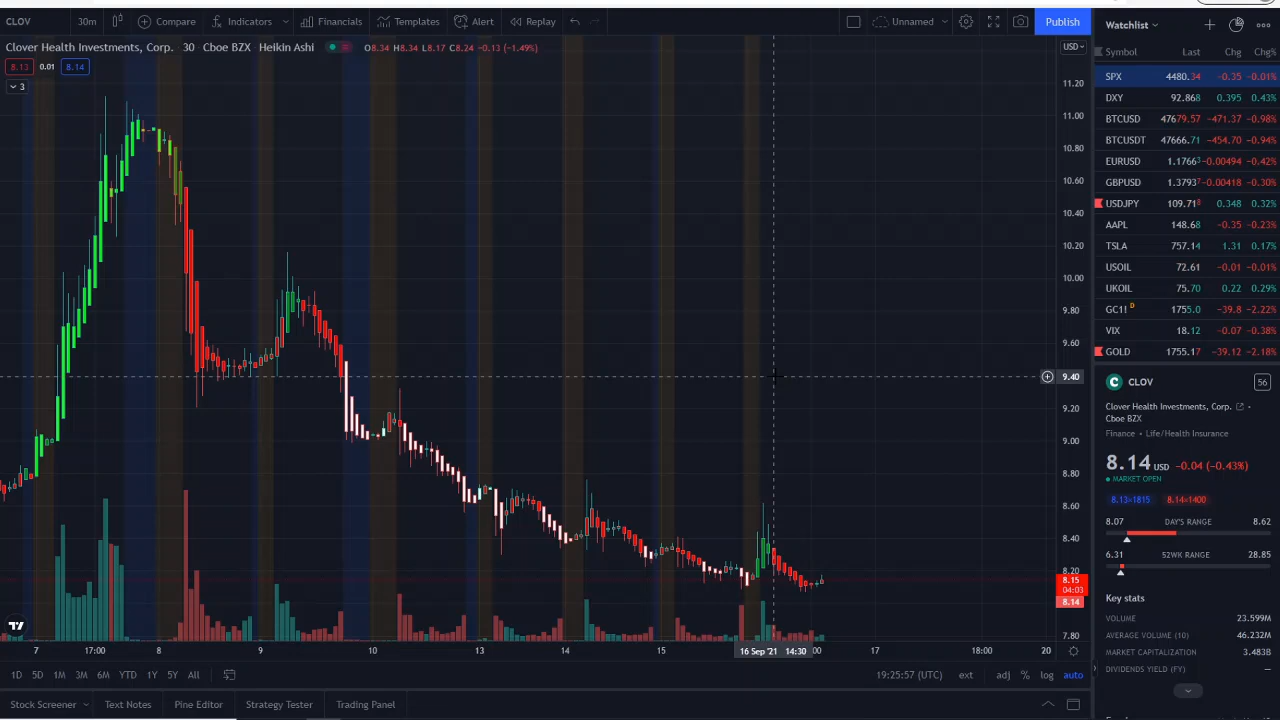 CLOV 30m Compare Indicators Financials Templates Alert Replay Unnamed Publish
Clover Health Investments, Corp. 30 Cboe BZX Heikin Ashi O8.34 H8.34 L8.17 C8.24 -0.13 (-1.49%)
8.13 0.01 8.14
3
USD
11.20
11.00
10.80
10.60
10.40
10.20
10.00
9.80
9.60
9.40
9.20
9.00
8.80
8.60
8.40
8.20
8.15
04:03
8.14
7.80
7 17:00 8 9 10 13 14 15 16 Sep '21 14:30 17 18:00 20
1D 5D 1M 3M 6M YTD 1Y 5Y All 19:25:57 (UTC) ext adj % log auto
Stock Screener Text Notes Pine Editor Strategy Tester Trading Panel
Watchlist
Symbol Last Chg Chg%
SPX 4480.34 -0.35 -0.01%
DXY 92.868 0.395 0.43%
BTCUSD 47679.57 -471.37 -0.98%
BTCUSDT 47666.71 -454.70 -0.94%
EURUSD 1.17663 -0.00494 -0.42%
GBPUSD 1.37937 -0.00418 -0.30%
USDJPY 109.718 0.348 0.32%
AAPL 148.68 -0.35 -0.23%
TSLA 757.14 1.31 0.17%
USOIL 72.61 -0.01 -0.01%
UKOIL 75.70 0.22 0.29%
GC1! D 1755.0 -39.8 -2.22%
VIX 18.12 -0.07 -0.38%
GOLD 1755.17 -39.12 -2.18%
C CLOV 56
Clover Health Investments, Corp. •
Cboe BZX
Finance • Life/Health Insurance
8.14 USD -0.04 (-0.43%)
MARKET OPEN
8.13×1815 8.14×1400
8.07 DAY'S RANGE 8.62
6.31 52WK RANGE 28.85
Key stats
VOLUME 23.599M
AVERAGE VOLUME (10) 46.232M
MARKET CAPITALIZATION 3.483B
DIVIDENDS YIELD (FY) —